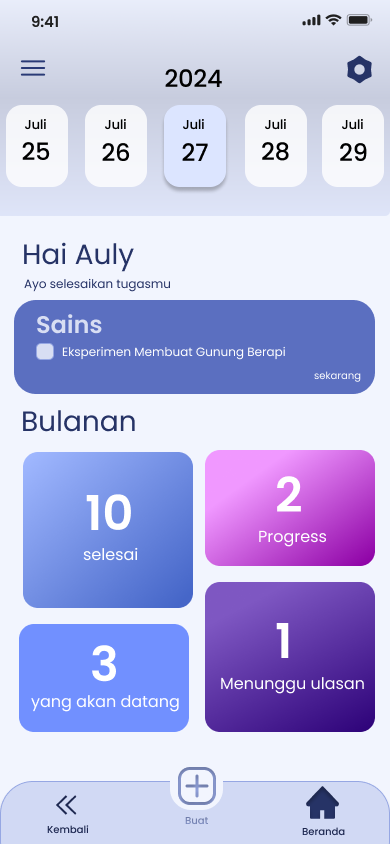 9:41
2024
Juli Juli Juli Juli Juli
25 26 27 28 29
Hai Auly
Ayo selesaikan tugasmu
Sains
Eksperimen Membuat Gunung Berapi
sekarang
Bulanan
10
selesai
2
Progress
3
yang akan datang
1
Menunggu ulasan
Kembali
Buat
Beranda